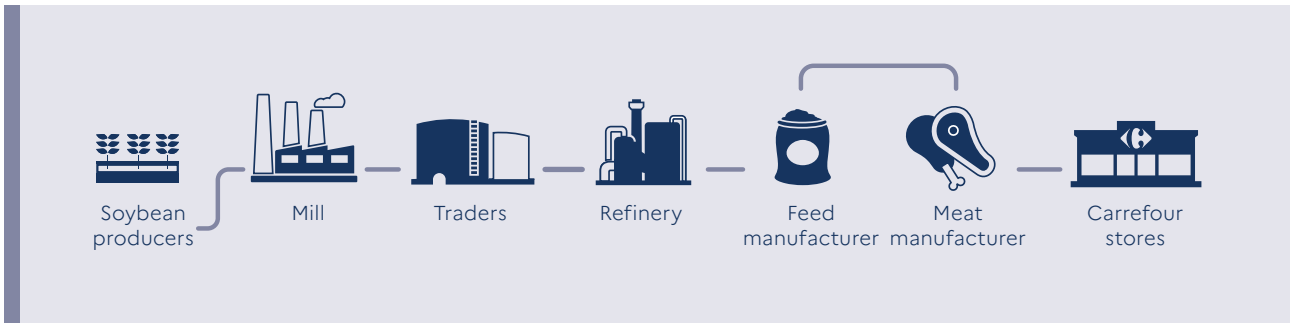 Soybean
producers
Mill
Traders
Refinery
Feed
manufacturer
Meat
manufacturer
Carrefour
stores